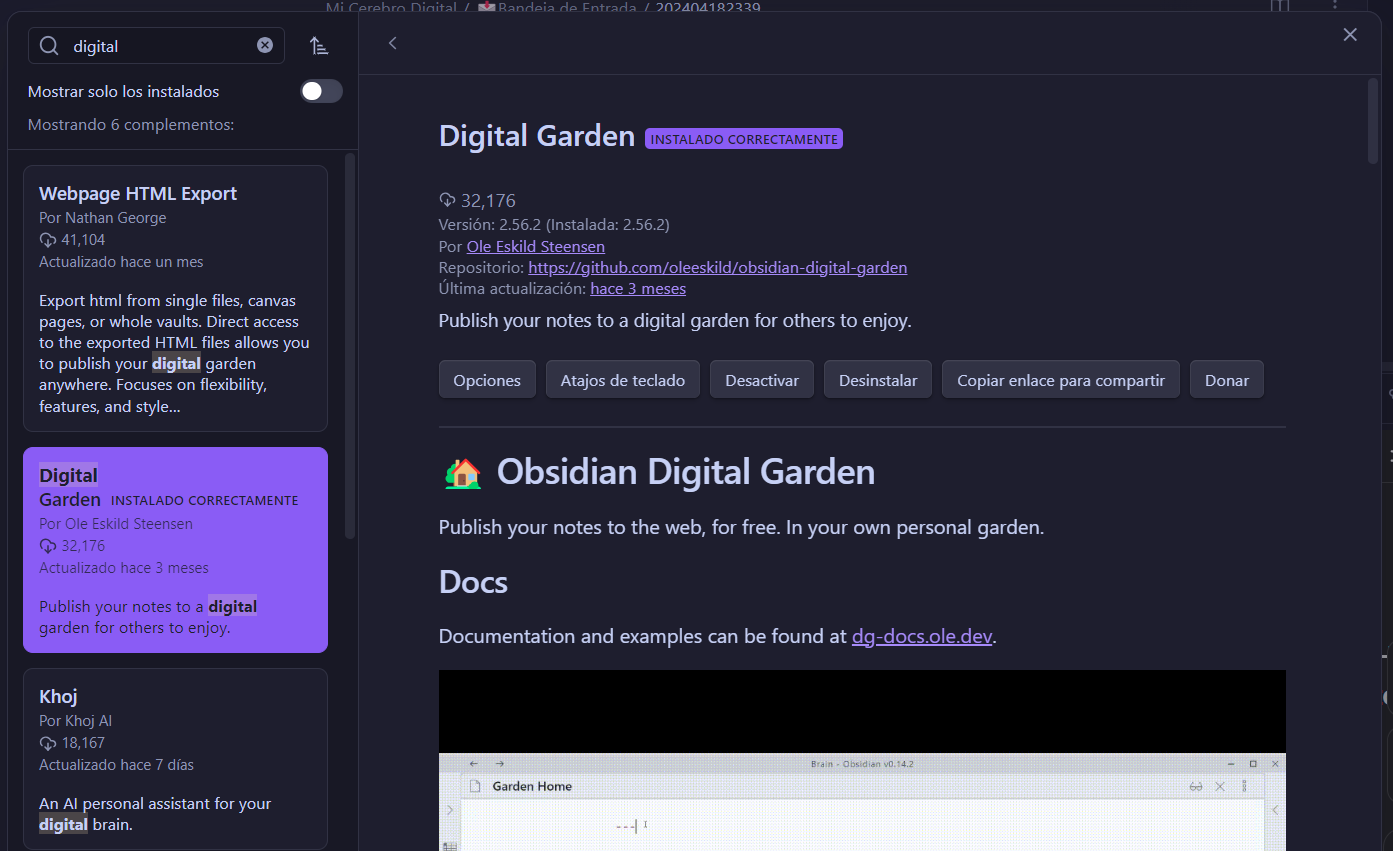 Mi Cerebro Digital / 📩Bandeja de Entrada / 202404182339
digital
Mostrar solo los instalados
Mostrando 6 complementos:
Webpage HTML Export
Por Nathan George
41,104
Actualizado hace un mes
Export html from single files, canvas
pages, or whole vaults. Direct access
to the exported HTML files allows you
to publish your digital garden
anywhere. Focuses on flexibility,
features, and style...
Digital
Garden INSTALADO CORRECTAMENTE
Por Ole Eskild Steensen
32,176
Actualizado hace 3 meses
Publish your notes to a digital
garden for others to enjoy.
Khoj
Por Khoj AI
18,167
Actualizado hace 7 días
An AI personal assistant for your
digital brain.
Digital Garden INSTALADO CORRECTAMENTE
32,176
Versión: 2.56.2 (Instalada: 2.56.2)
Por Ole Eskild Steensen
Repositorio: https://github.com/oleeskild/obsidian-digital-garden
Última actualización: hace 3 meses
Publish your notes to a digital garden for others to enjoy.
Opciones Atajos de teclado Desactivar Desinstalar Copiar enlace para compartir Donar
🏡 Obsidian Digital Garden
Publish your notes to the web, for free. In your own personal garden.
Docs
Documentation and examples can be found at dg-docs.ole.dev.
Brain - Obsidian v0.14.2
Garden Home
---